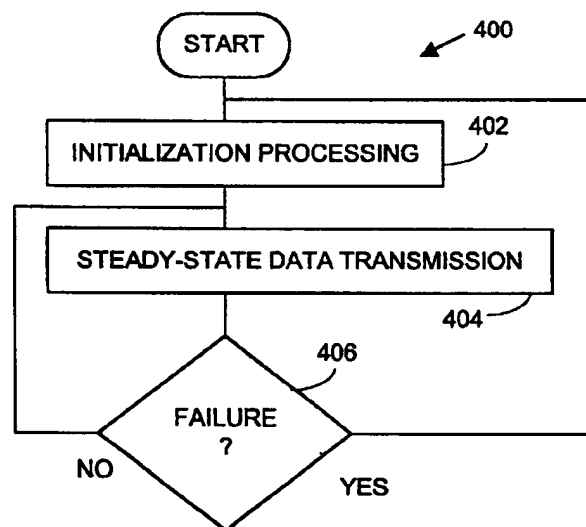 START
400
INITIALIZATION PROCESSING
402
STEADY-STATE DATA TRANSMISSION
404
406
FAILURE
?
NO
YES